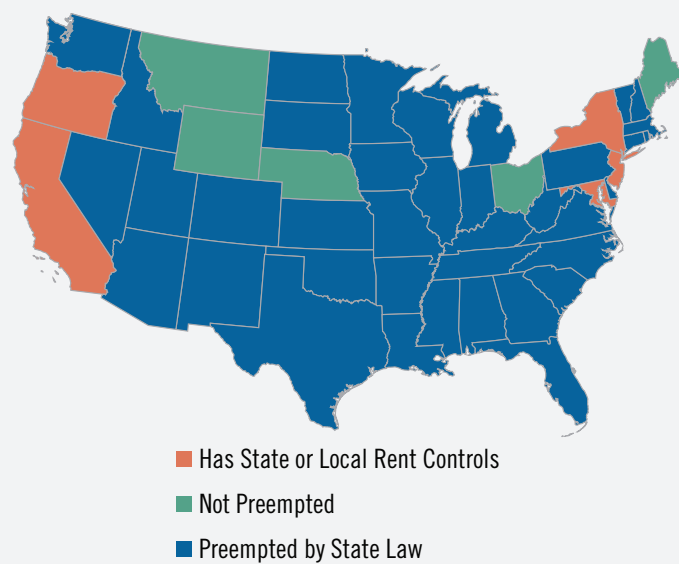 Has State or Local Rent Controls
Not Preempted
Preempted by State Law